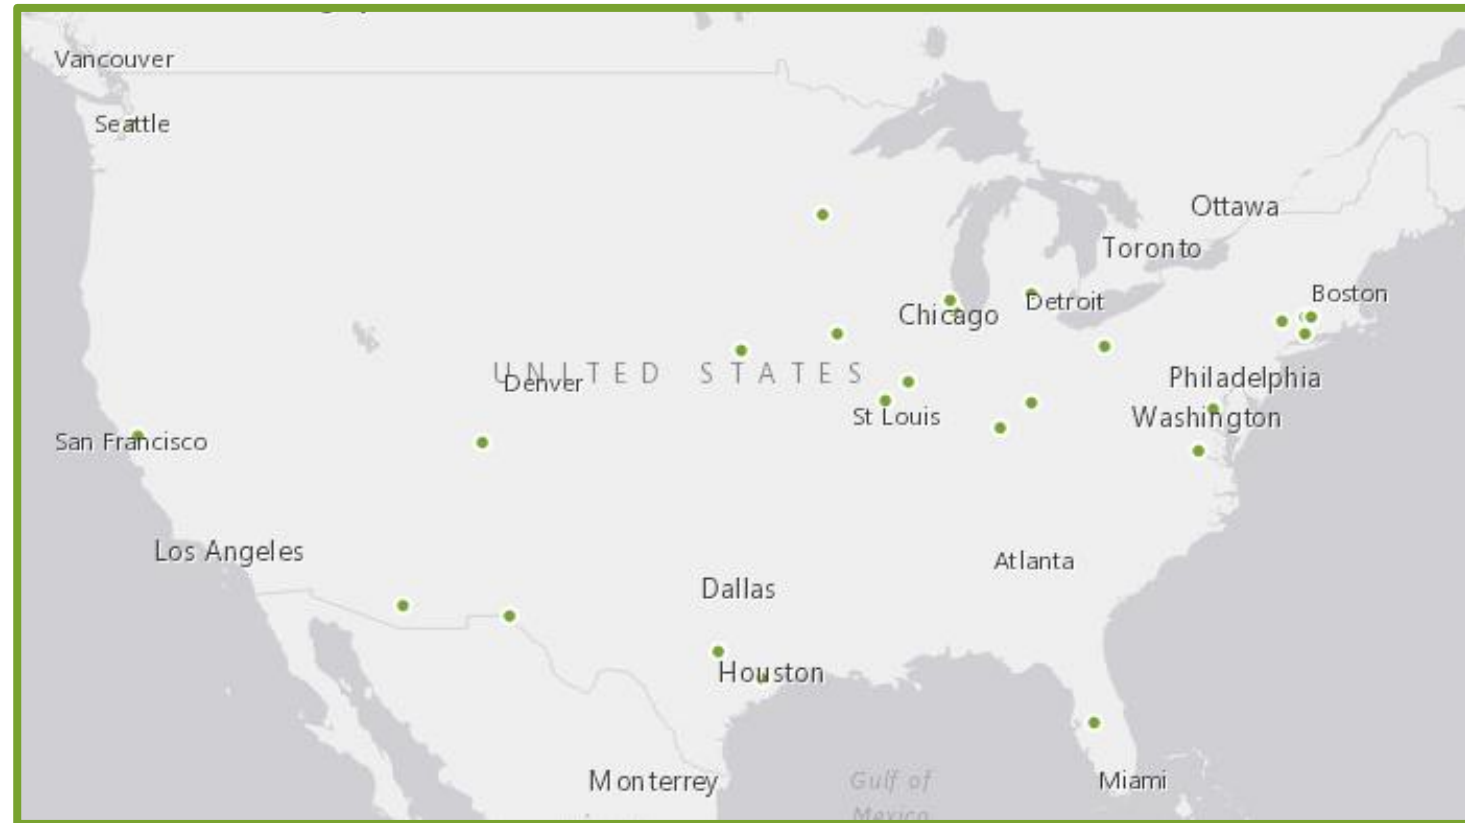 Vancouver
Seattle
Ottawa
Toronto
Boston
Detroit
Chicago
UNITED STATES
Denver
Philadelphia
St Louis
Washington
San Francisco
Los Angeles
Atlanta
Dallas
Houston
Monterrey
Gulf of
Mexico
Miami